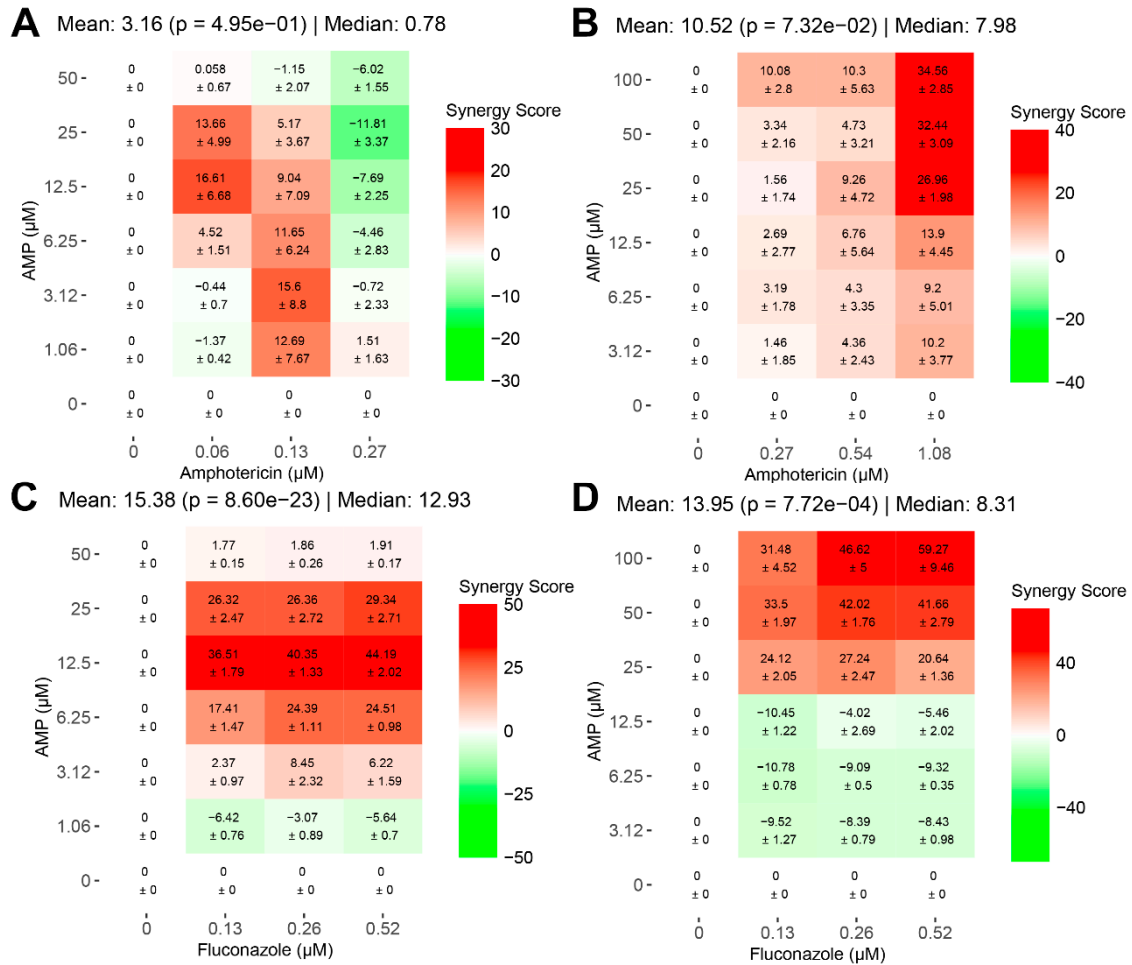 A Mean: 3.16 (p = 4.95e−01) | Median: 0.78
AMP (µM)
50 0 0.058 −1.15 −6.02
± 0 ± 0.67 ± 2.07 ± 1.55
25 0 13.66 5.17 −11.81
± 0 ± 4.99 ± 3.67 ± 3.37
12.5 0 16.61 9.04 −7.69
± 0 ± 6.68 ± 7.09 ± 2.25
6.25 0 4.52 11.65 −4.46
± 0 ± 1.51 ± 6.24 ± 2.83
3.12 0 −0.44 15.6 −0.72
± 0 ± 0.7 ± 8.8 ± 2.33
1.06 0 −1.37 12.69 1.51
± 0 ± 0.42 ± 7.67 ± 1.63
0 0 0 0 0
± 0 ± 0 ± 0 ± 0
0 0.06 0.13 0.27
Amphotericin (µM)
Synergy Score
30
20
10
0
−10
−20
−30
B Mean: 10.52 (p = 7.32e−02) | Median: 7.98
AMP (µM)
100 0 10.08 10.3 34.56
± 0 ± 2.8 ± 5.63 ± 2.85
50 0 3.34 4.73 32.44
± 0 ± 2.16 ± 3.21 ± 3.09
25 0 1.56 9.26 26.96
± 0 ± 1.74 ± 4.72 ± 1.98
12.5 0 2.69 6.76 13.9
± 0 ± 2.77 ± 5.64 ± 4.45
6.25 0 3.19 4.3 9.2
± 0 ± 1.78 ± 3.35 ± 5.01
3.12 0 1.46 4.36 10.2
± 0 ± 1.85 ± 2.43 ± 3.77
0 0 0 0 0
± 0 ± 0 ± 0 ± 0
0 0.27 0.54 1.08
Amphotericin (µM)
Synergy Score
40
20
0
−20
−40
C Mean: 15.38 (p = 8.60e−23) | Median: 12.93
AMP (µM)
50 0 1.77 1.86 1.91
± 0 ± 0.15 ± 0.26 ± 0.17
25 0 26.32 26.36 29.34
± 0 ± 2.47 ± 2.72 ± 2.71
12.5 0 36.51 40.35 44.19
± 0 ± 1.79 ± 1.33 ± 2.02
6.25 0 17.41 24.39 24.51
± 0 ± 1.47 ± 1.11 ± 0.98
3.12 0 2.37 8.45 6.22
± 0 ± 0.97 ± 2.32 ± 1.59
1.06 0 −6.42 −3.07 −5.64
± 0 ± 0.76 ± 0.89 ± 0.7
0 0 0 0 0
± 0 ± 0 ± 0 ± 0
0 0.13 0.26 0.52
Fluconazole (µM)
Synergy Score
50
25
0
−25
−50
D Mean: 13.95 (p = 7.72e−04) | Median: 8.31
AMP (µM)
100 0 31.48 46.62 59.27
± 0 ± 4.52 ± 5 ± 9.46
50 0 33.5 42.02 41.66
± 0 ± 1.97 ± 1.76 ± 2.79
25 0 24.12 27.24 20.64
± 0 ± 2.05 ± 2.47 ± 1.36
12.5 0 −10.45 −4.02 −5.46
± 0 ± 1.22 ± 2.69 ± 2.02
6.25 0 −10.78 −9.09 −9.32
± 0 ± 0.78 ± 0.5 ± 0.35
3.12 0 −9.52 −8.39 −8.43
± 0 ± 1.27 ± 0.79 ± 0.98
0 0 0 0 0
± 0 ± 0 ± 0 ± 0
0 0.13 0.26 0.52
Fluconazole (µM)
Synergy Score
40
0
−40